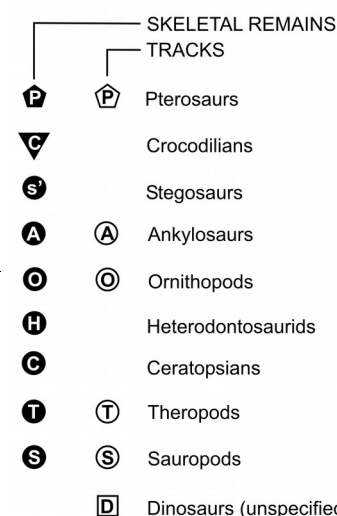 SKELETAL REMAINS
TRACKS
P P Pterosaurs
C Crocodilians
s' Stegosaurs
A A Ankylosaurs
O O Ornithopods
H Heterodontosaurids
C Ceratopsians
T T Theropods
S S Sauropods
D Dinosaurs (unspecified